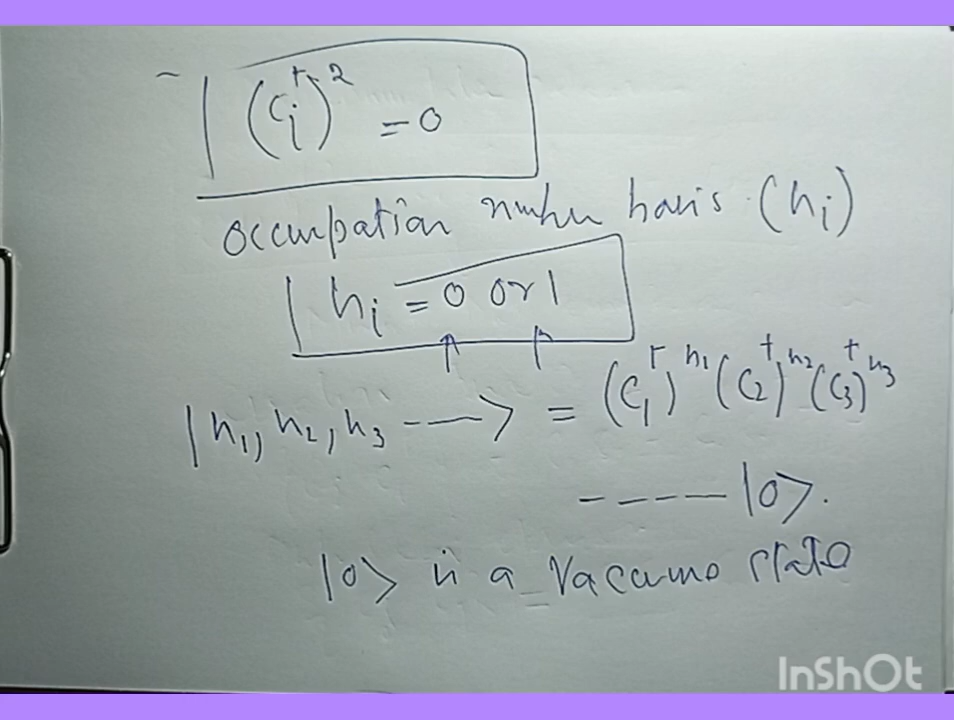 (C_i^†)^2 = 0
occupation number basis (n_i)
n_i = 0 or 1
|n_1, n_2, n_3 ---> = (C_1^†)^{n_1} (C_2^†)^{n_2} (C_3^†)^{n_3}
----- |0>.
|0> is a vacuum state
InShOt